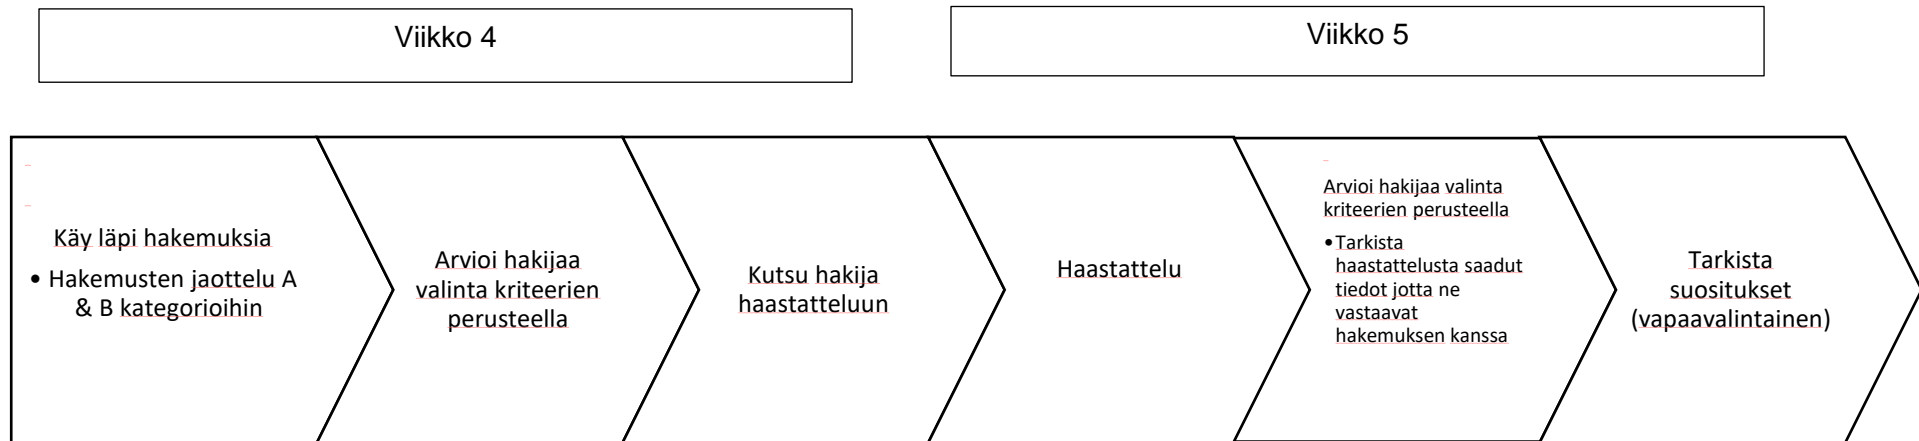 Viikko 4
Viikko 5
Käy läpi hakemuksia
• Hakemusten jaottelu A
& B kategorioihin
Arvioi hakijaa
valinta kriteerien
perusteella
Kutsu hakija
haastatteluun
Haastattelu
Arvioi hakijaa valinta
kriteerien perusteella
• Tarkista
haastattelusta saadut
tiedot jotta ne
vastaavat
hakemuksen kanssa
Tarkista
suositukset
(vapaavalintainen)